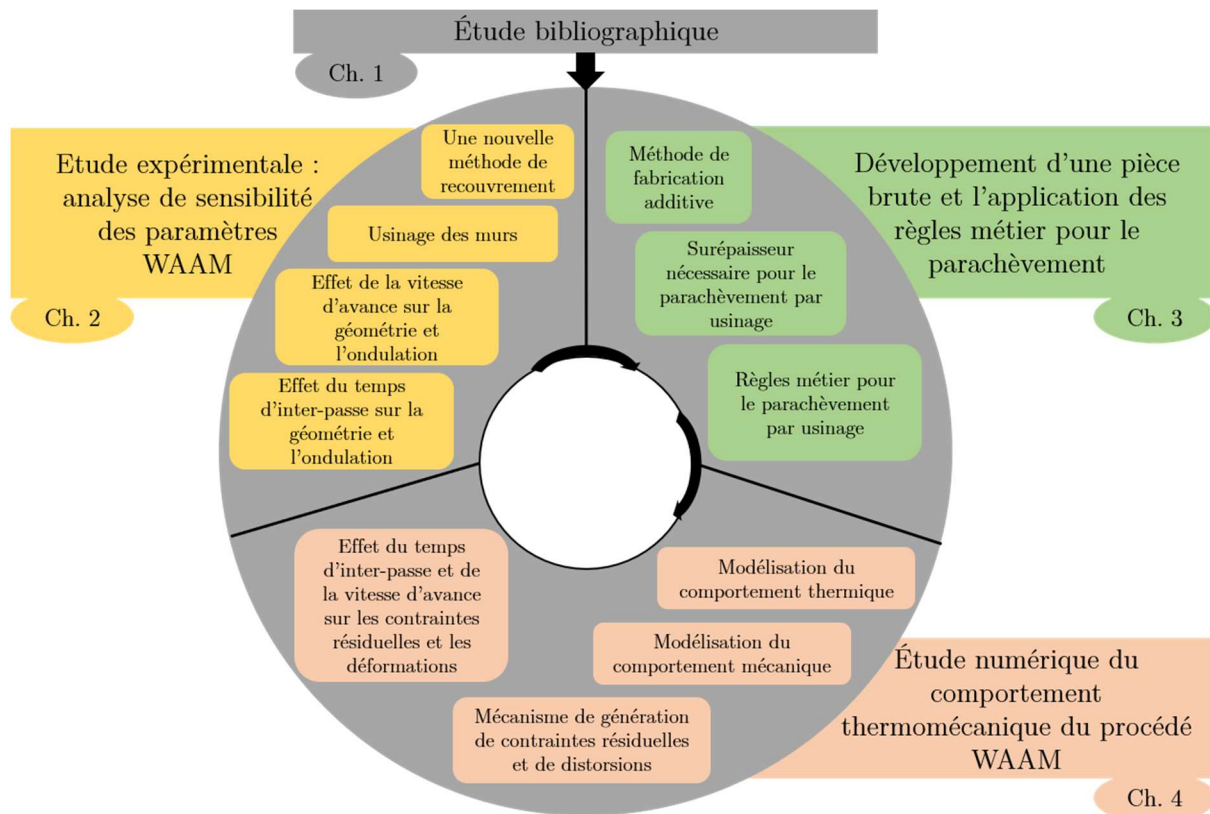 Étude bibliographique
Ch. 1
Etude expérimentale :
analyse de sensibilité
des paramètres
WAAM
Ch. 2
Une nouvelle
méthode de
recouvrement
Usinage des murs
Effet de la vitesse
d'avance sur la
géométrie et
l'ondulation
Effet du temps
d'inter-passe sur la
géométrie et
l'ondulation
Développement d'une pièce
brute et l'application des
règles métier pour le
parachèvement
Ch. 3
Méthode de
fabrication
additive
Surépaisseur
nécessaire pour le
parachèvement par
usinage
Règles métier pour
le parachèvement
par usinage
Effet du temps
d'inter-passe et de
la vitesse d'avance
sur les contraintes
résiduelles et les
déformations
Modélisation du
comportement thermique
Modélisation du
comportement mécanique
Mécanisme de génération
de contraintes résiduelles
et de distorsions
Étude numérique du
comportement
thermomécanique du procédé
WAAM
Ch. 4